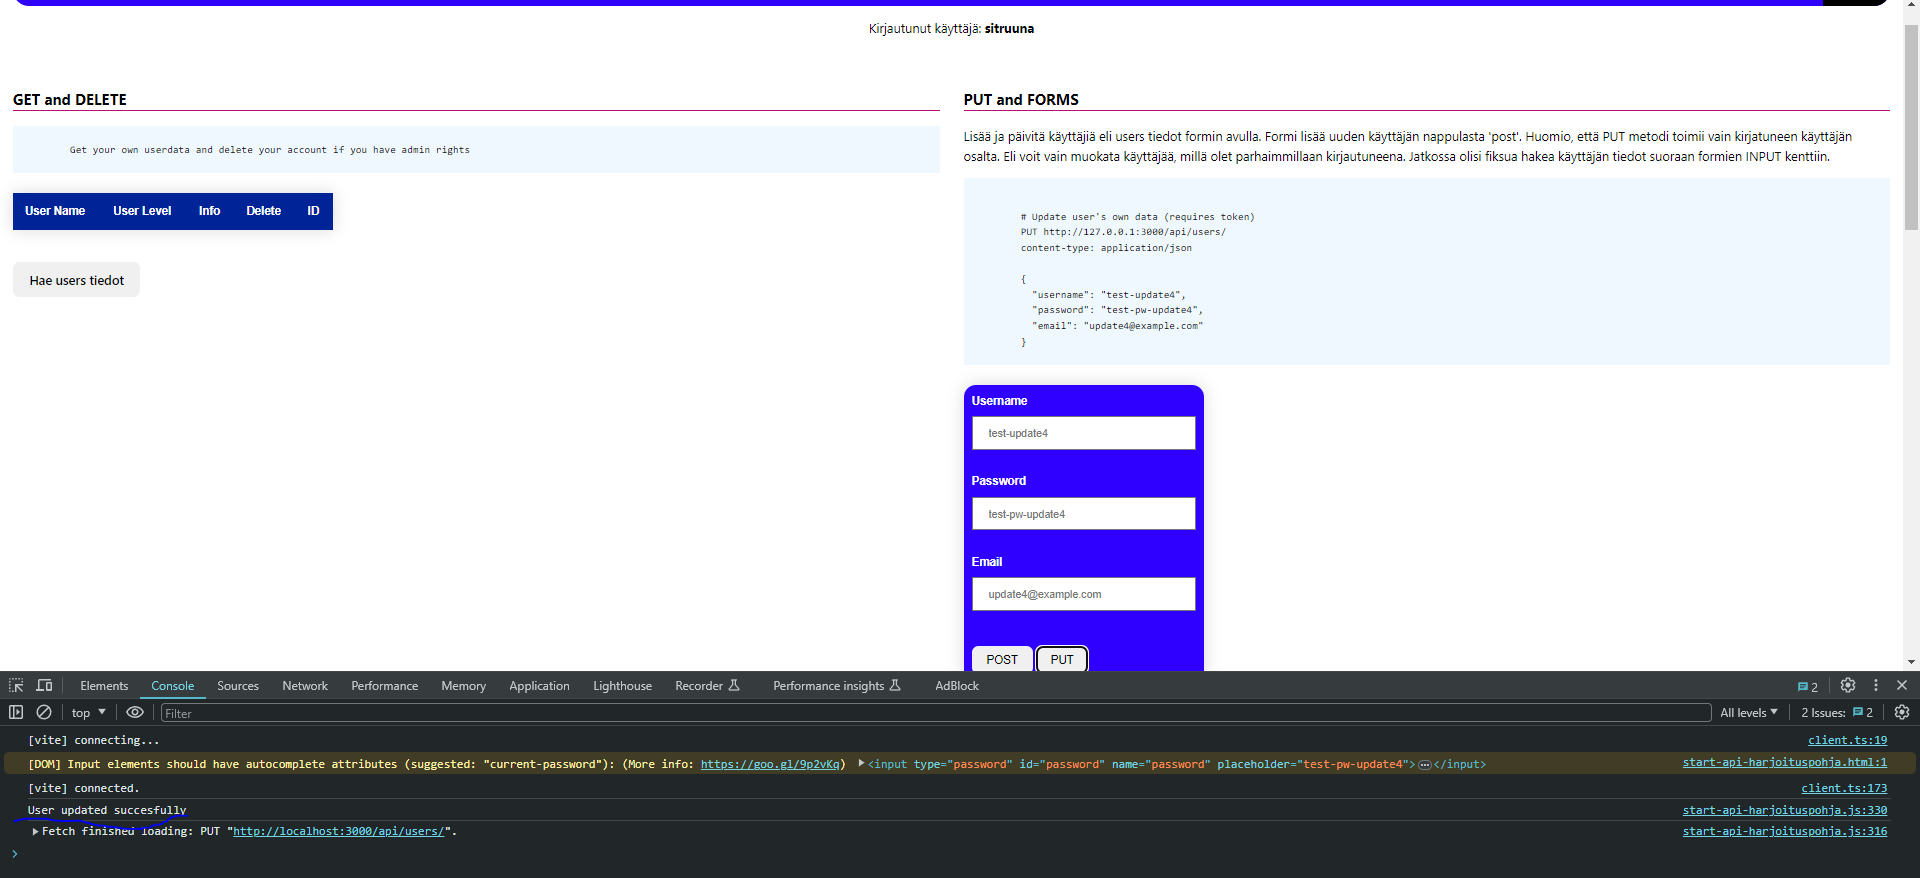 Kirjautunut käyttäjä: sitruuna
GET and DELETE
Get your own userdata and delete your account if you have admin rights
User Name User Level Info Delete ID
Hae users tiedot
PUT and FORMS
Lisää ja päivitä käyttäjiä eli users tiedot formin avulla. Formi lisää uuden käyttäjän nappulasta 'post'. Huomio, että PUT metodi toimii vain kirjatuneen käyttäjän
osalta. Eli voit vain muokata käyttäjää, millä olet parhaimmillaan kirjautuneena. Jatkossa olisi fiksua hakea käyttäjän tiedot suoraan formien INPUT kenttiin.
# Update user's own data (requires token)
PUT http://127.0.0.1:3000/api/users/
content-type: application/json
{
"username": "test-update4",
"password": "test-pw-update4",
"email": "update4@example.com"
}
Username
test-update4
Password
test-pw-update4
Email
update4@example.com
POST PUT
Elements Console Sources Network Performance Memory Application Lighthouse Recorder Performance insights AdBlock 2
top Filter All levels 2 Issues: 2
[vite] connecting... client.ts:19
[DOM] Input elements should have autocomplete attributes (suggested: "current-password"): (More info: https://goo.gl/9p2vKq) <input type="password" id="password" name="password" placeholder="test-pw-update4">…</input> start-api-harjoituspohja.html:1
[vite] connected. client.ts:173
User updated succesfully start-api-harjoituspohja.js:330
Fetch finished loading: PUT "http://localhost:3000/api/users/". start-api-harjoituspohja.js:316